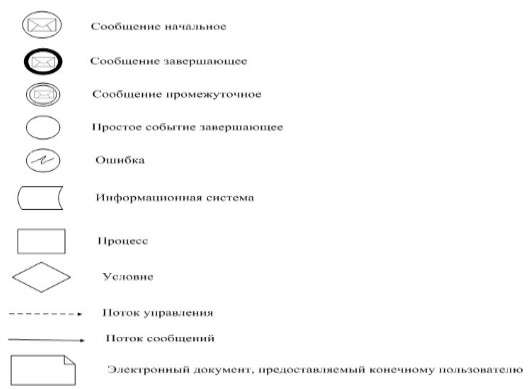 Сообщение начальное
Сообщение завершающее
Сообщение промежуточное
Простое событие завершающее
Ошибка
Информационная система
Процесс
Условие
Поток управления
Поток сообщений
Электронный документ, предоставляемый конечному пользователю